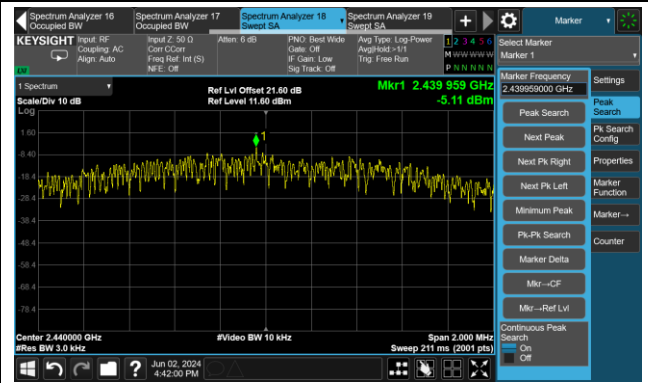 Spectrum Analyzer 16
Occupied BW
Spectrum Analyzer 17
Occupied BW
Spectrum Analyzer 18
Swept SA
Spectrum Analyzer 19
Swept SA
+
Marker
KEYSIGHT
LVI
Input: RF
Coupling: AC
Align: Auto
Input Z: 50 Ω
Corr CCorr
Freq Ref: Int (S)
NFE: Off
Atten: 6 dB
PNO: Best Wide
Gate: Off
IF Gain: Low
Sig Track: Off
Avg Type: Log-Power
Avg|Hold:>1/1
Trig: Free Run
1 2 3 4 5 6
M W W W W W
P N N N N N
Select Marker
Marker 1
1 Spectrum
Scale/Div 10 dB
Log
Ref Lvl Offset 21.60 dB
Ref Level 11.60 dBm
Mkr1 2.439 959 GHz
-5.11 dBm
1
1.60
-8.40
-18.4
-28.4
-38.4
-48.4
-58.4
-68.4
-78.4
Center 2.440000 GHz
#Res BW 3.0 kHz
#Video BW 10 kHz
Span 2.000 MHz
Sweep 211 ms (2001 pts)
Marker Frequency
2.439959000 GHz
Peak Search
Next Peak
Next Pk Right
Next Pk Left
Minimum Peak
Pk-Pk Search
Marker Delta
Mkr→CF
Mkr→Ref Lvl
Continuous Peak
Search
On
Off
Settings
Peak
Search
Pk Search
Config
Properties
Marker
Function
Marker→
Counter
?
Jun 02, 2024
4:42:00 PM